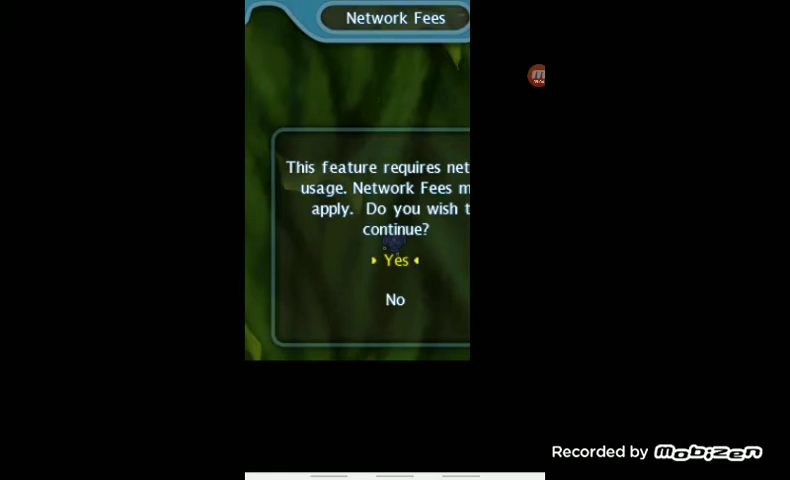 Network Fees
This feature requires net
usage. Network Fees m
apply. Do you wish t
continue?
Yes
No
Recorded by mobizen